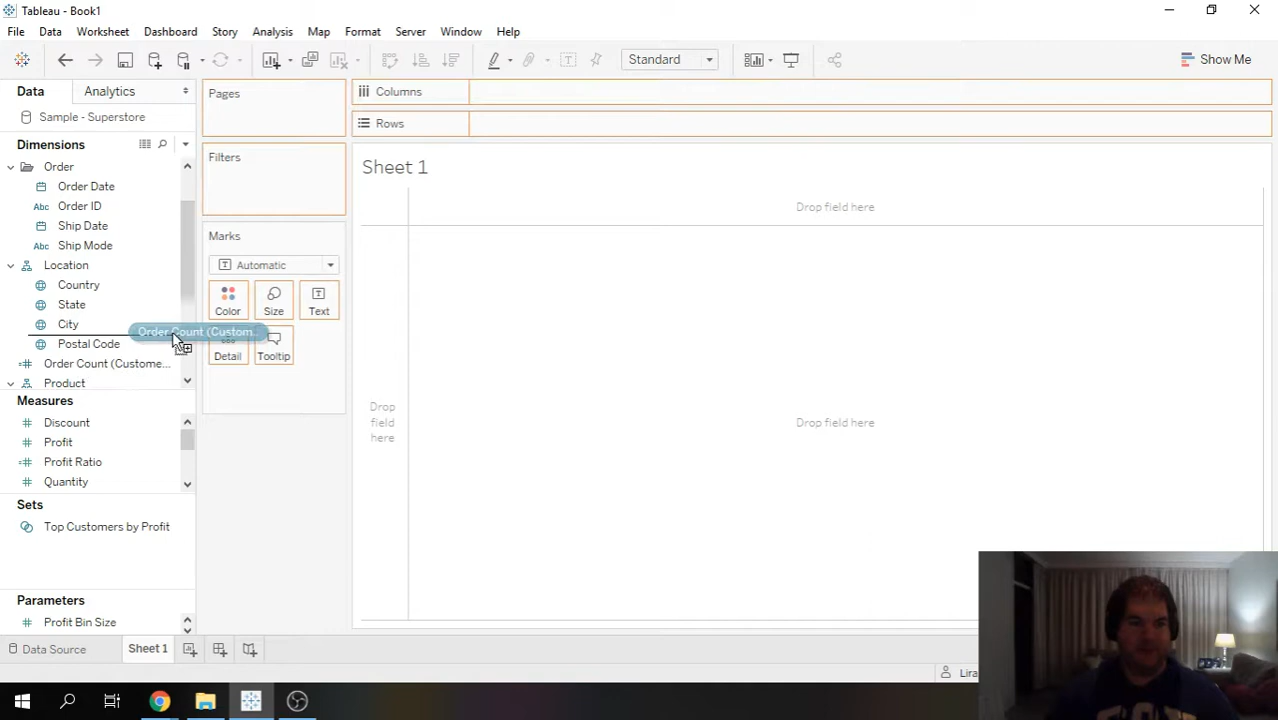 Tableau - Book1
File Data Worksheet Dashboard Story Analysis Map Format Server Window Help
Standard
Show Me
Data Analytics
Sample - Superstore
Dimensions
Order
Abc Order Date
Abc Order ID
Ship Date
Abc Ship Mode
Location
Country
State
City
Postal Code
Order Count (Custome...
Product
Measures
Discount
Profit
Profit Ratio
Quantity
Sets
Top Customers by Profit
Parameters
Profit Bin Size
Pages
Filters
Marks
Automatic
Color Size Text
Order Count (Custom...
Detail Tooltip
Columns
Rows
Sheet 1
Drop field here
Drop
field
here
Drop field here
Data Source Sheet 1